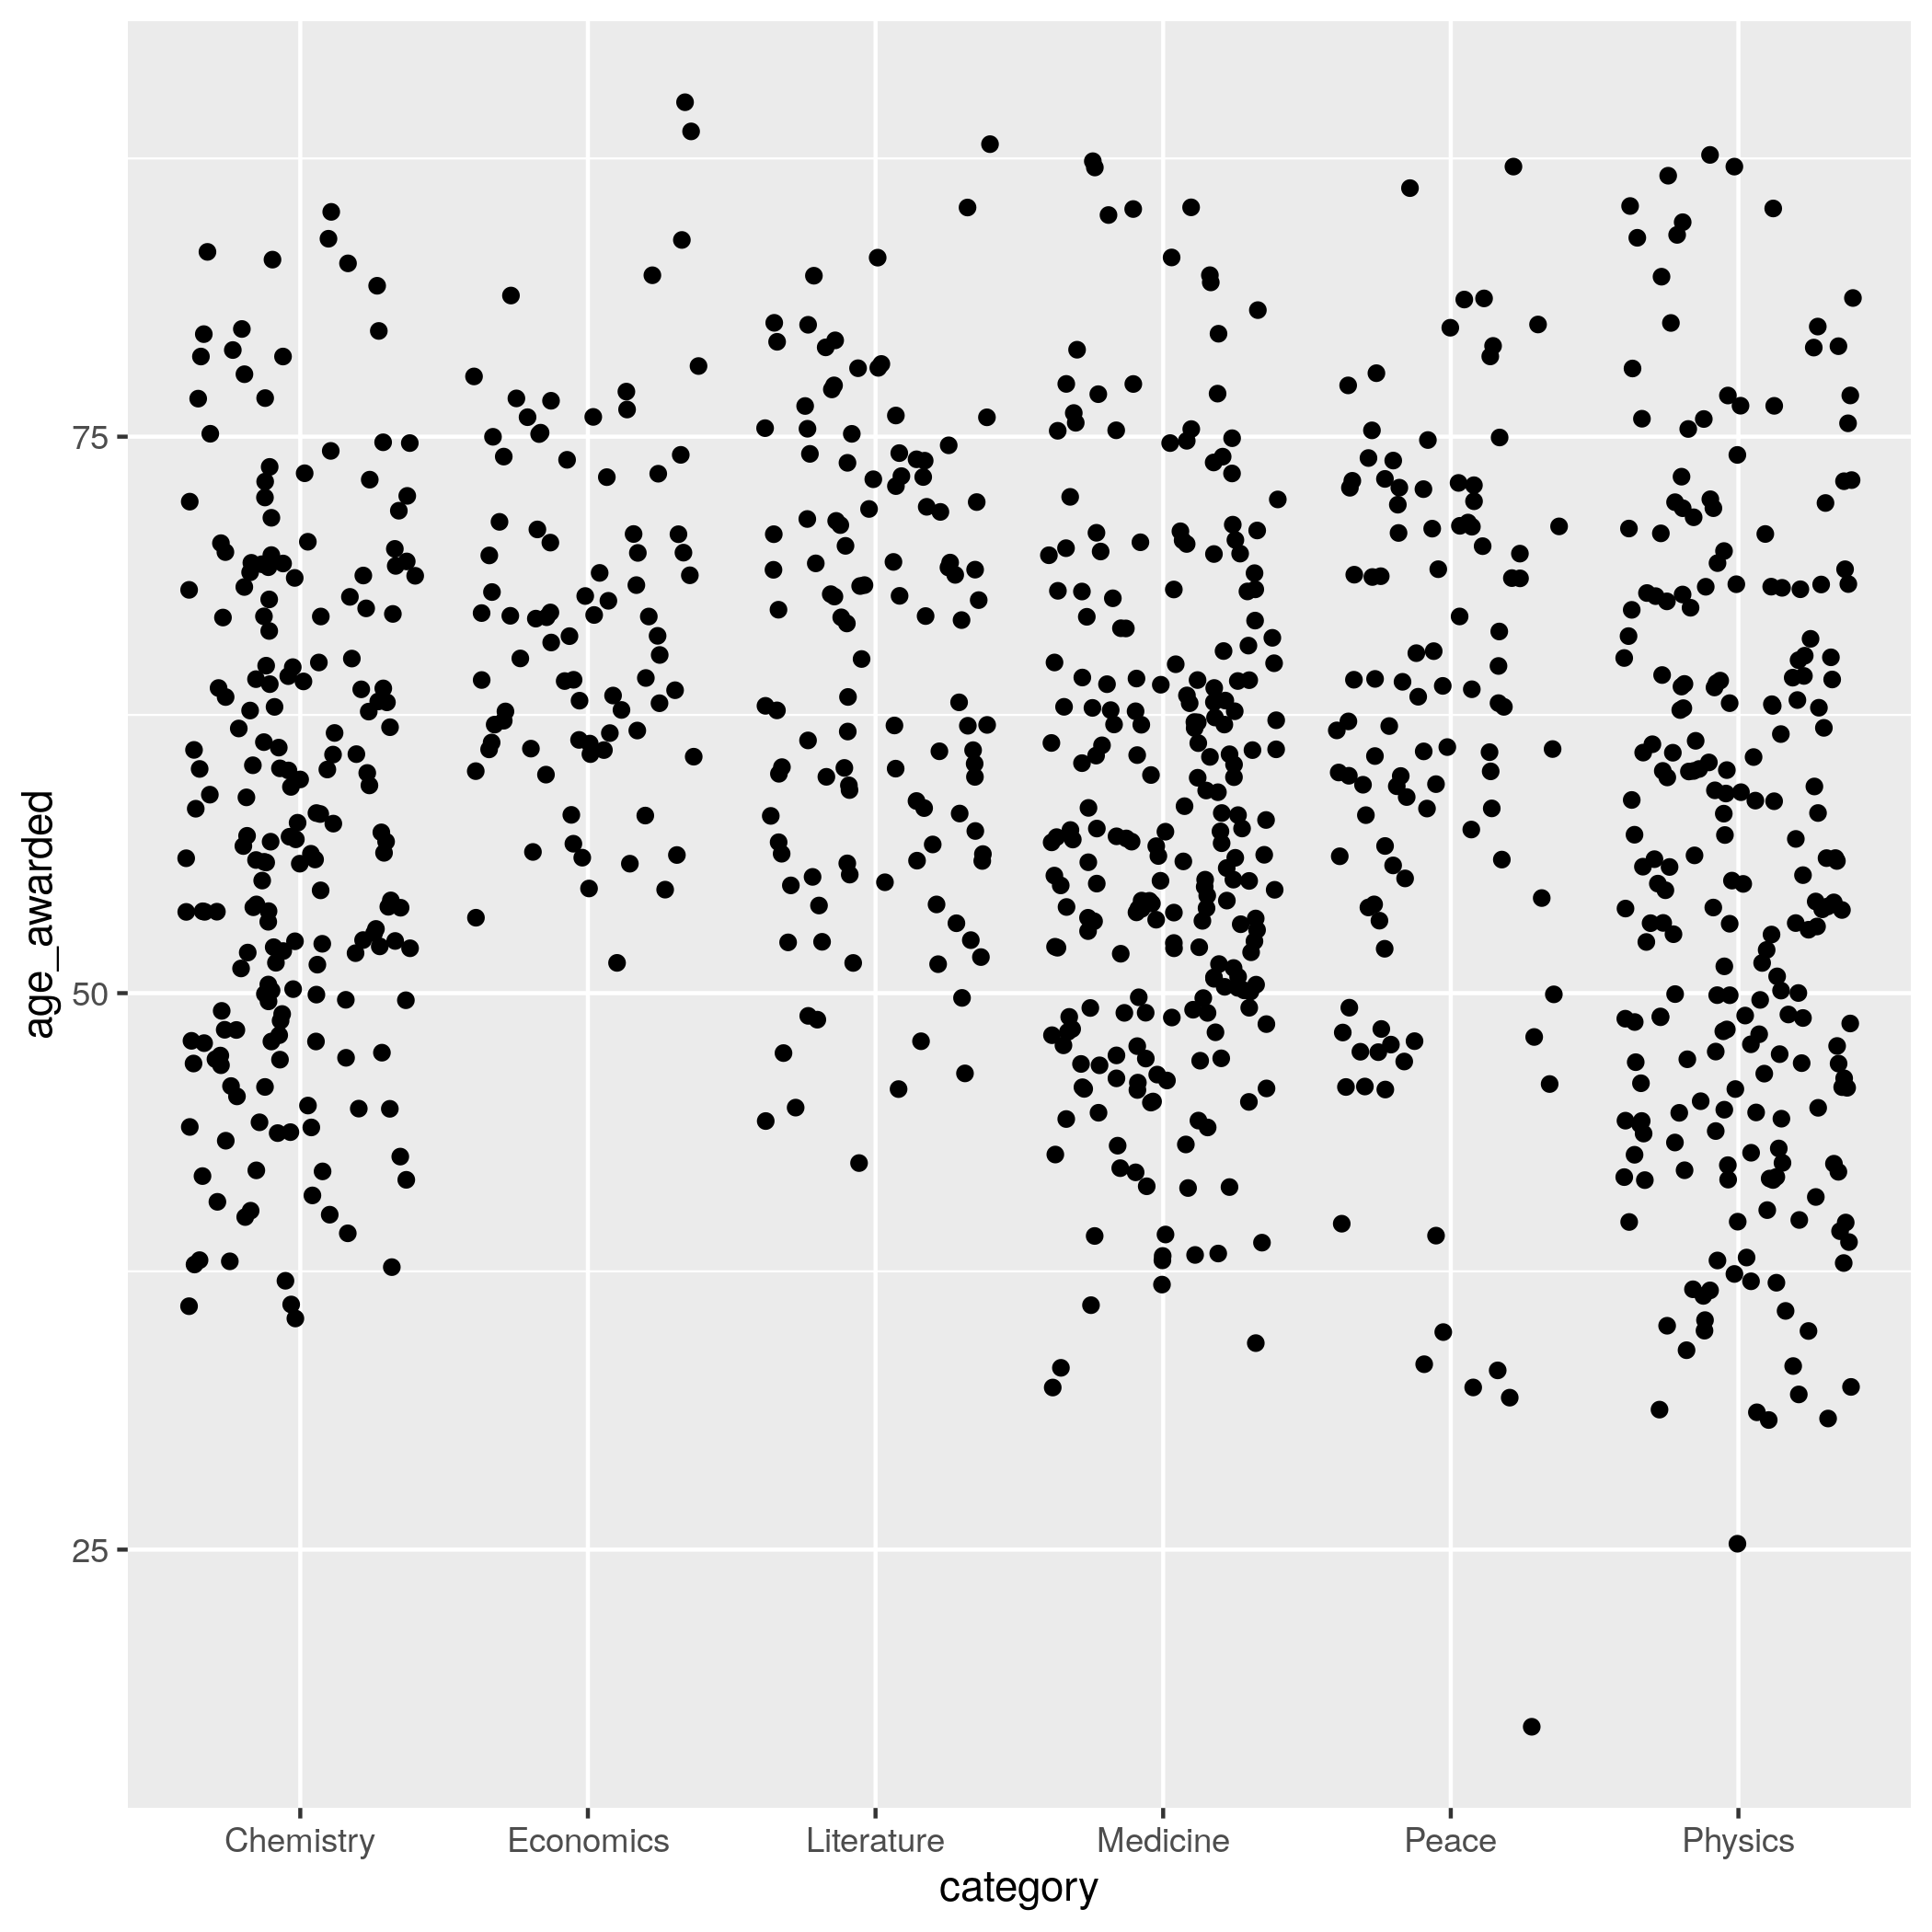 age_awarded
75
50
25
Chemistry Economics Literature Medicine Peace Physics
category